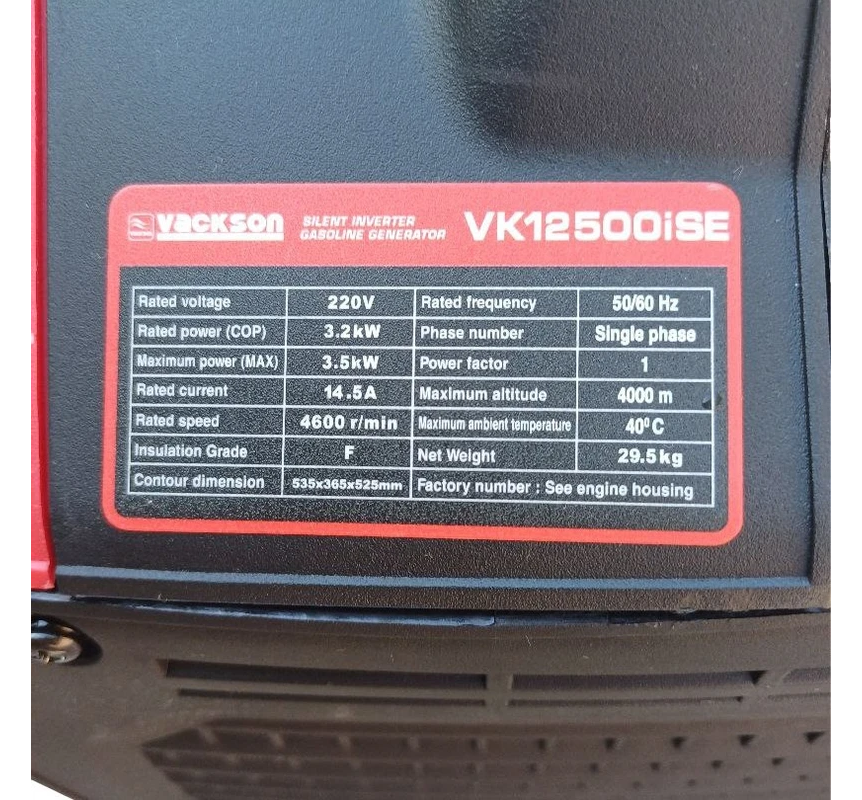 vackson SILENT INVERTER GASOLINE GENERATOR VK12500iSE
Rated voltage 220V Rated frequency 50/60 Hz
Rated power (COP) 3.2kW Phase number Single phase
Maximum power (MAX) 3.5kW Power factor 1
Rated current 14.5A Maximum altitude 4000 m
Rated speed 4600 r/min Maximum ambient temperature 40⁰C
Insulation Grade F Net Weight 29.5kg
Contour dimension 535x365x525mm Factory number : See engine housing